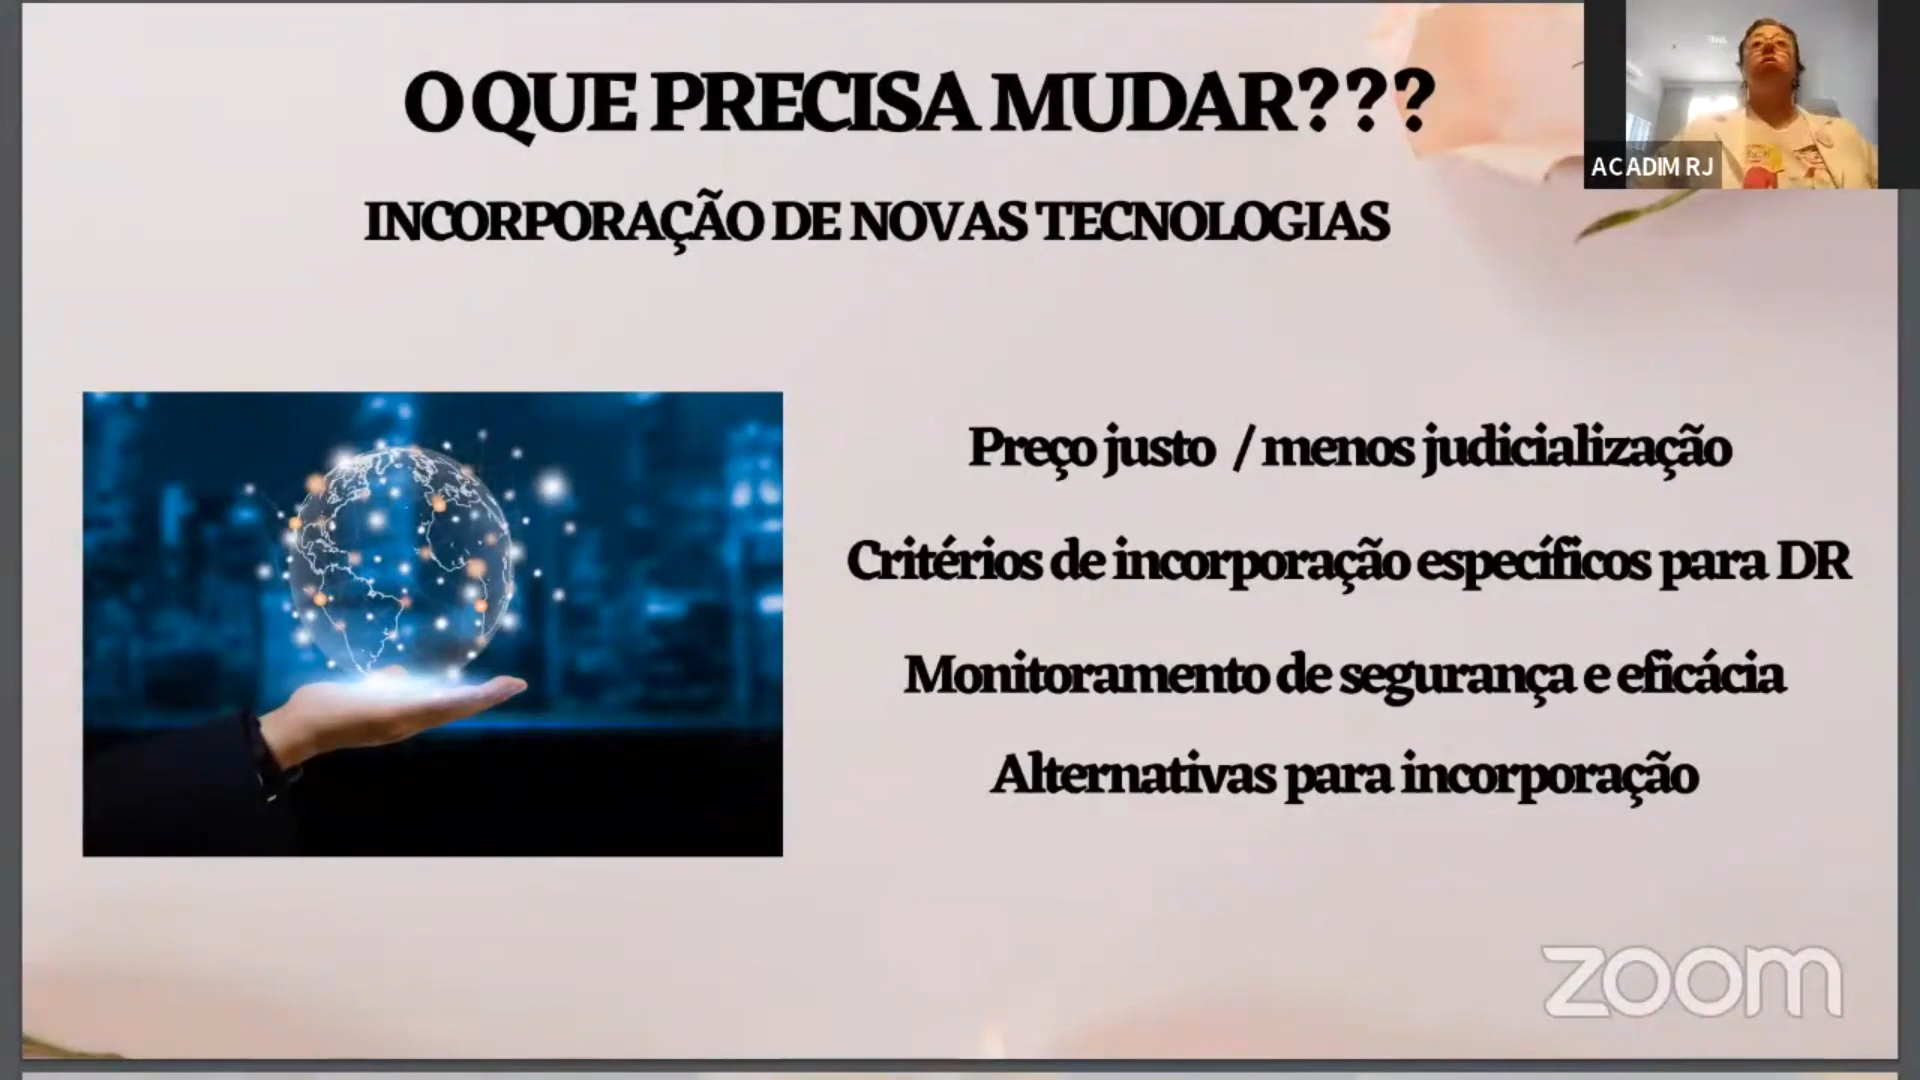 O QUE PRECISA MUDAR???
INCORPORAÇÃO DE NOVAS TECNOLOGIAS
ACADIM RJ
Preço justo / menos judicialização
Critérios de incorporação específicos para DR
Monitoramento de segurança e eficácia
Alternativas para incorporação
zoom